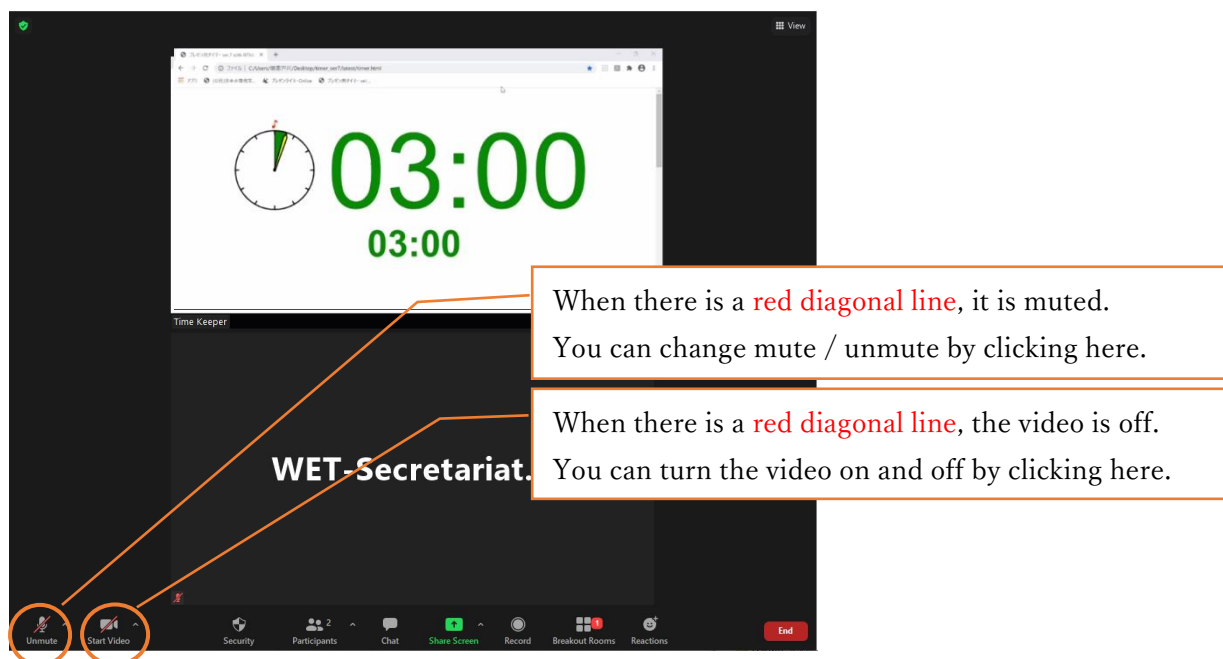 View
03:00
03:00
When there is a red diagonal line, it is muted.
You can change mute / unmute by clicking here.
Time Keeper
When there is a red diagonal line, the video is off.
You can turn the video on and off by clicking here.
WET-Secretariat.
Unmute
Start Video
Security
Participants
2
Chat
Share Screen
Record
Breakout Rooms
1
Reactions
End